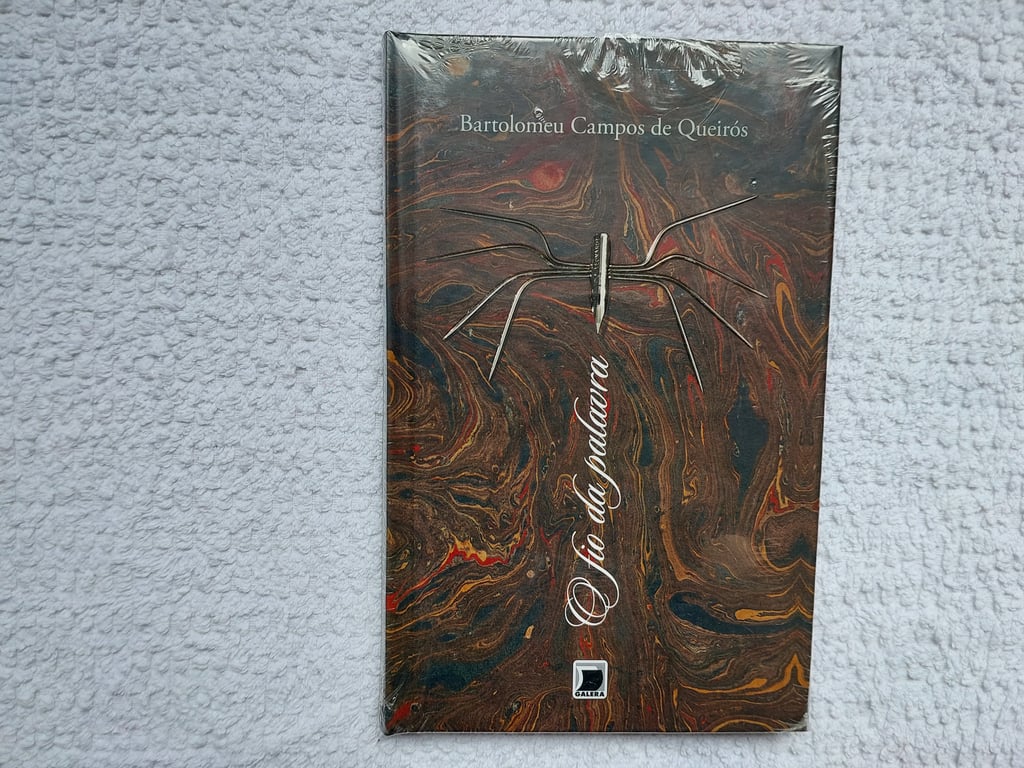 Bartolomeu Campos de Queirós
O fio da palavra
GALERA